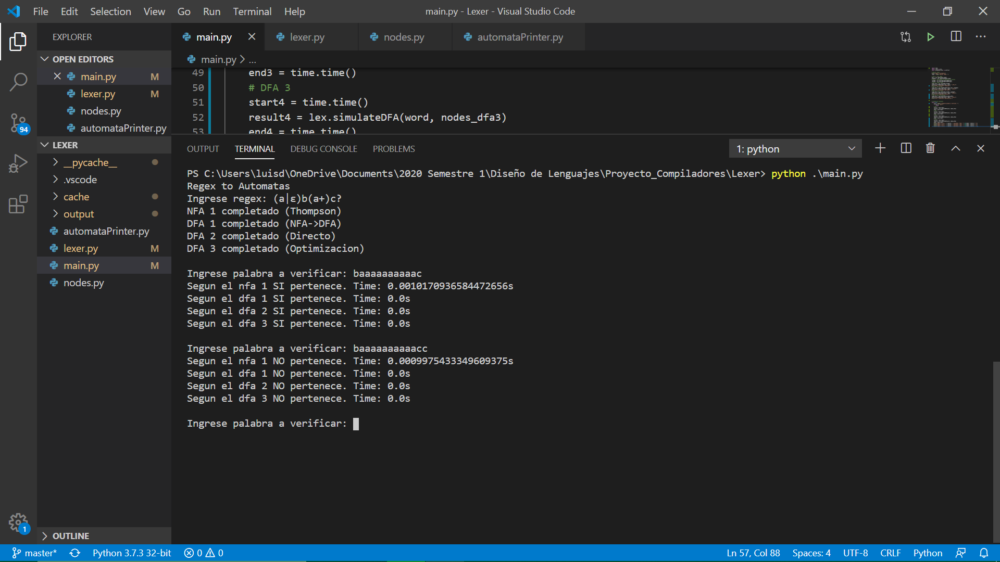 File Edit Selection View Go Run Terminal Help
main.py - Lexer - Visual Studio Code
EXPLORER
OPEN EDITORS
main.py M
lexer.py M
nodes.py
automataPrinter.py
LEXER
__pycache__
.vscode
cache
output
automataPrinter.py
lexer.py M
main.py M
nodes.py
OUTLINE
94
1
main.py lexer.py nodes.py automataPrinter.py
main.py > ...
49 end3 = time.time()
50 # DFA 3
51 start4 = time.time()
52 result4 = lex.simulateDFA(word, nodes_dfa3)
53 end4 = time.time()
OUTPUT TERMINAL DEBUG CONSOLE PROBLEMS
1: python
PS C:\Users\luisd\OneDrive\Documents\2020 Semestre 1\Diseño de Lenguajes\Proyecto_Compiladores\Lexer> python .\main.py
Regex to Automatas
Ingrese regex: (a|ε)b(a+)c?
NFA 1 completado (Thompson)
DFA 1 completado (NFA->DFA)
DFA 2 completado (Directo)
DFA 3 completado (Optimizacion)
Ingrese palabra a verificar: baaaaaaaaaac
Segun el nfa 1 SI pertenece. Time: 0.0010170936584472656s
Segun el dfa 1 SI pertenece. Time: 0.0s
Segun el dfa 2 SI pertenece. Time: 0.0s
Segun el dfa 3 SI pertenece. Time: 0.0s
Ingrese palabra a verificar: baaaaaaaaaacc
Segun el nfa 1 NO pertenece. Time: 0.0009975433349609375s
Segun el dfa 1 NO pertenece. Time: 0.0s
Segun el dfa 2 NO pertenece. Time: 0.0s
Segun el dfa 3 NO pertenece. Time: 0.0s
Ingrese palabra a verificar:
master* Python 3.7.3 32-bit 0 0 Ln 57, Col 88 Spaces: 4 UTF-8 CRLF Python